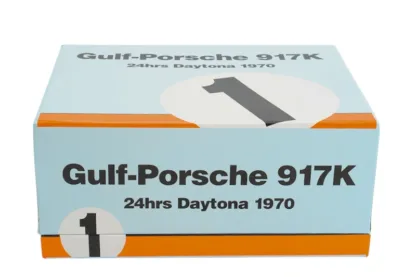 Gulf-Porsche 917K
24hrs Daytona 1970
1
Gulf-Porsche 917K
24hrs Daytona 1970
1